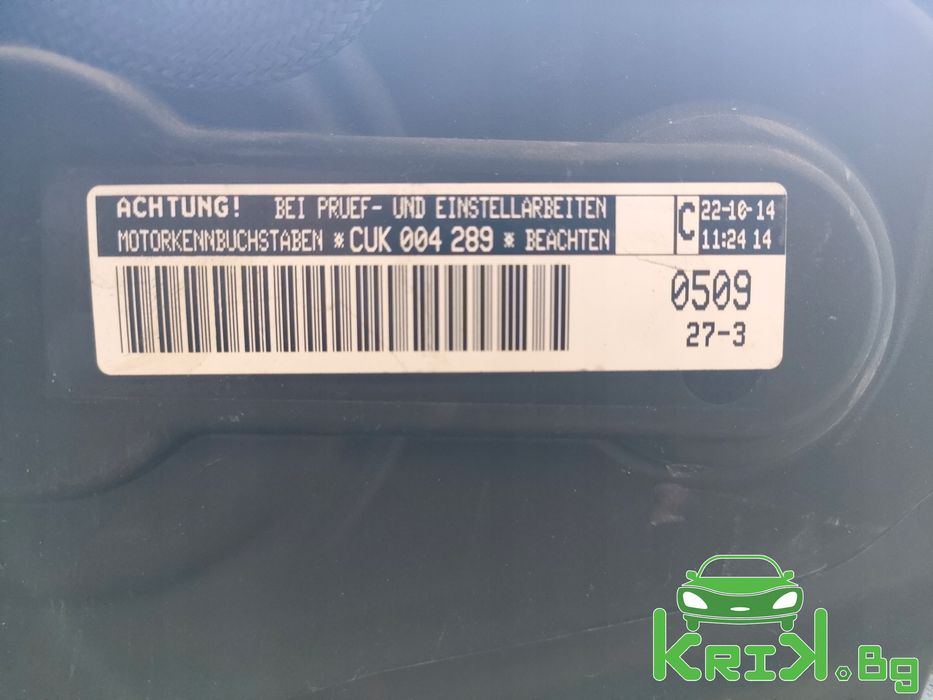 ACHTUNG! BEI PRUEF- UND EINSTELLARBEITEN
MOTORKENNBUCHSTABEN *CUK 004 289* BEACHTEN
C
22-10-14
11:24 14
0509
27-3
KRIK.Bg